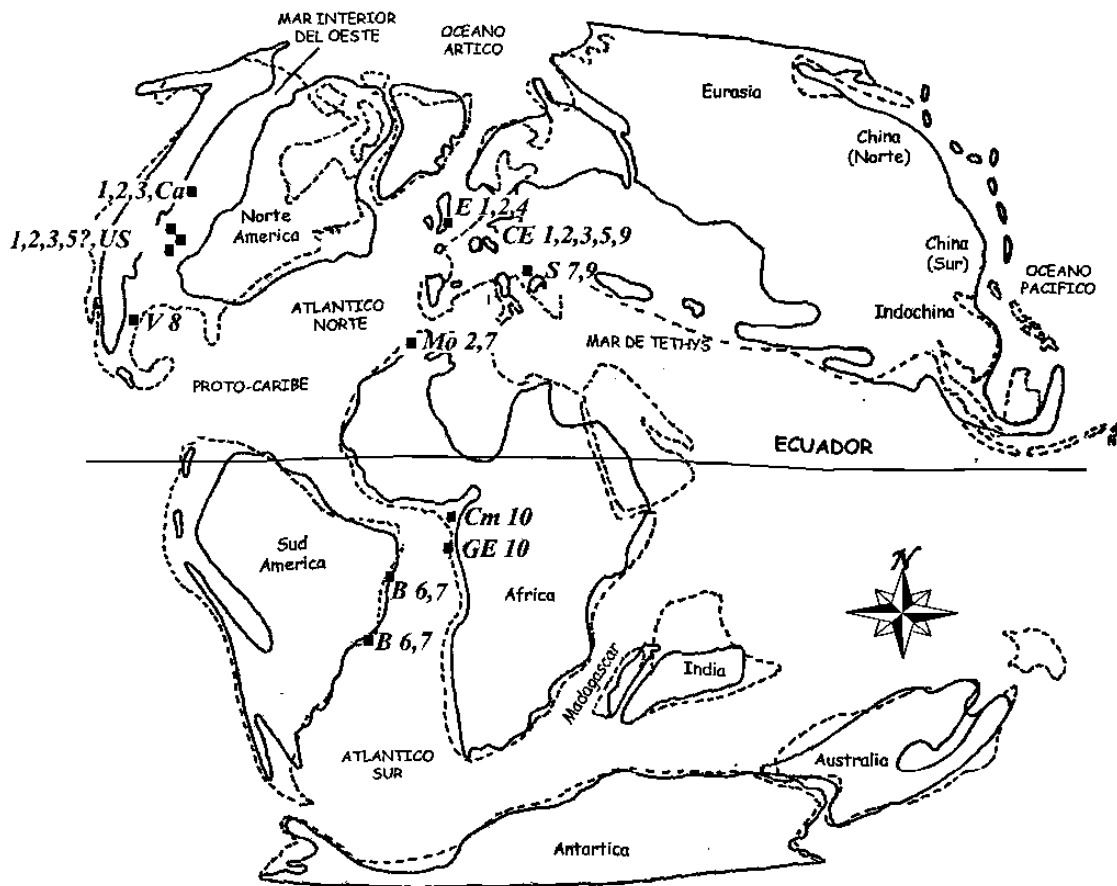 MAR INTERIOR
DEL OESTE
OCEANO
ARTICO
Eurasia
China
(Norte)
1,2,3,Ca
Norte
America
E 1,2,4
1,2,3,5?,US
CE 1,2,3,5,9
China
(Sur)
S 7,9
OCEANO
PACIFICO
ATLANTICO
NORTE
Indochina
V 8
Mo 2,7
MAR DE TETHYS
PROTO-CARIBE
ECUADOR
Cm 10
Sud
America
GE 10
N
B 6,7
Africa
B 6,7
Madagascar
India
ATLANTICO
SUR
Australia
Antartica